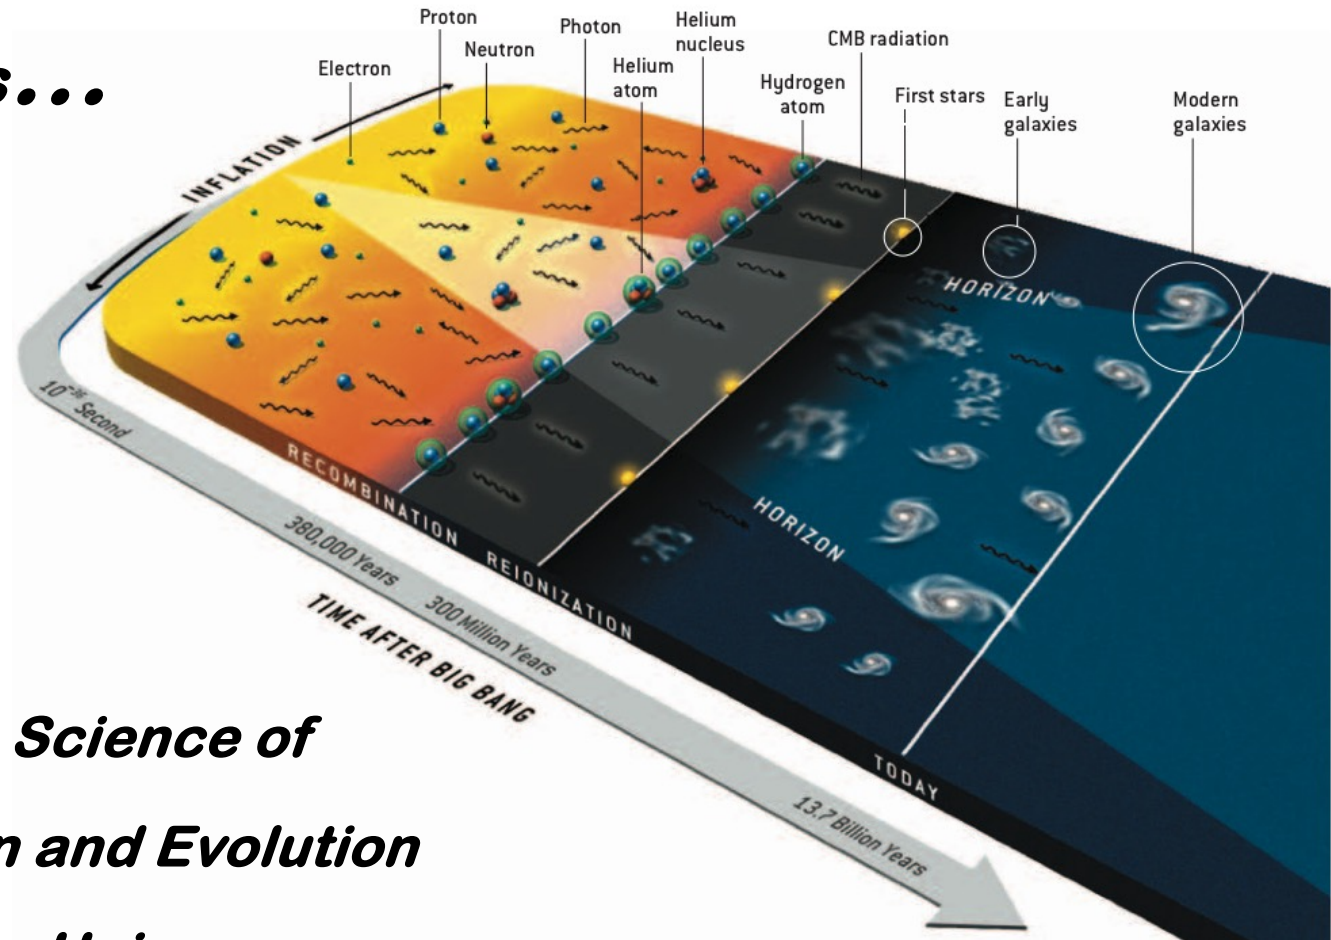 s...
Proton
Neutron
Electron
Photon
Helium
nucleus
Helium
atom
CMB radiation
Hydrogen
atom
First stars
Early
galaxies
Modern
galaxies
INFLATION
HORIZON
HORIZON
10⁻³⁶ Second
RECOMBINATION
380,000 Years
REIONIZATION
300 Million Years
TIME AFTER BIG BANG
TODAY
13.7 Billion Years
Science of
n and Evolution